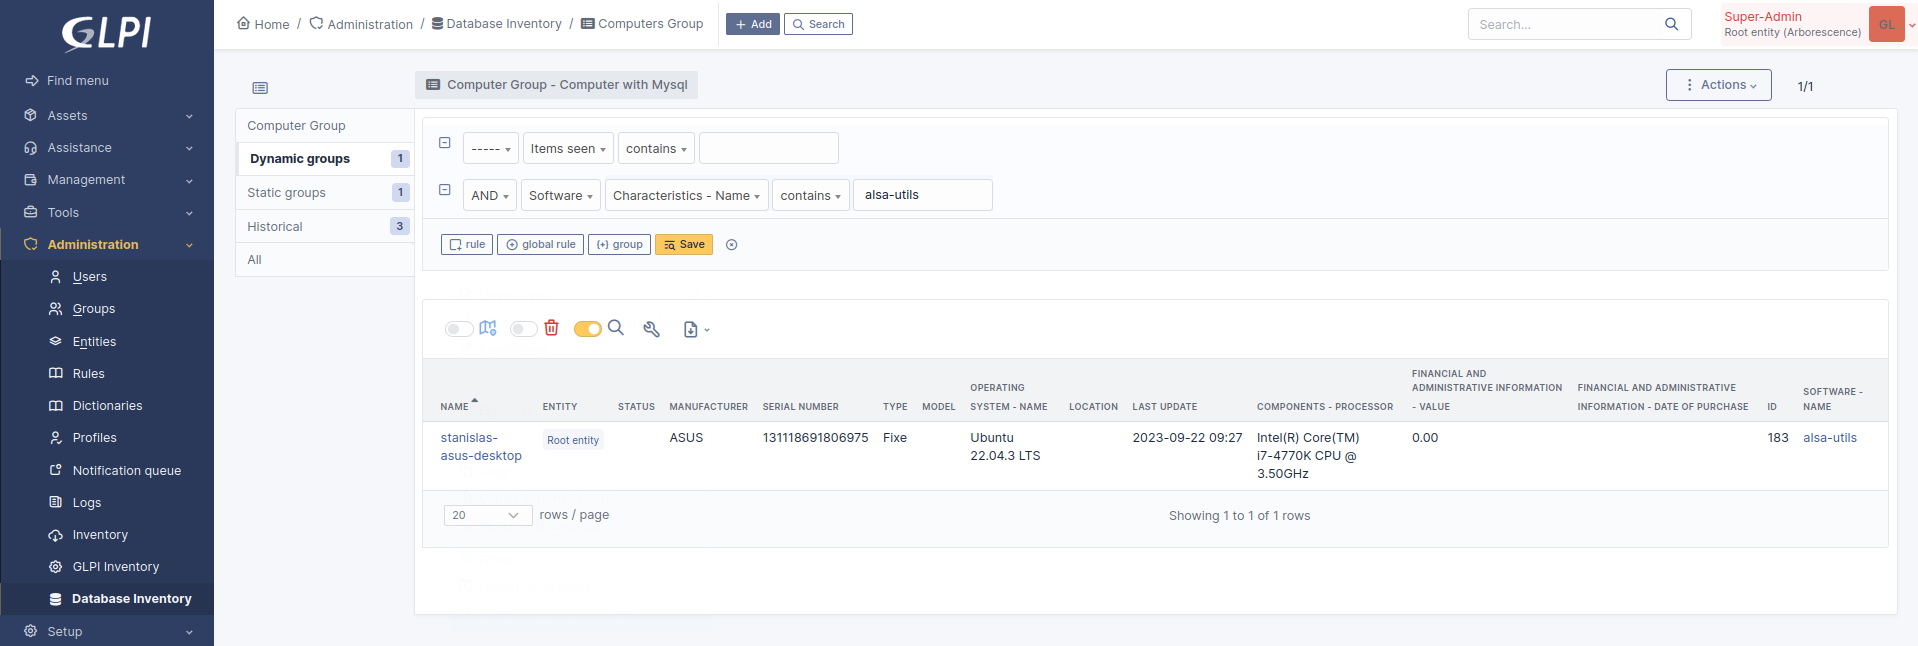 GLPI
Find menu
Assets
Assistance
Management
Tools
Administration
Users
Groups
Entities
Rules
Dictionaries
Profiles
Notification queue
Logs
Inventory
GLPI Inventory
Database Inventory
Setup
Home / Administration / Database Inventory / Computers Group
Add
Search
Search...
Super-Admin
Root entity (Arborescence)
GL
Computer Group - Computer with Mysql
Actions
1/1
Computer Group
Dynamic groups 1
Static groups 1
Historical 3
All
----- Items seen contains
AND Software Characteristics - Name contains alsa-utils
rule global rule (+) group Save
NAME ENTITY STATUS MANUFACTURER SERIAL NUMBER TYPE MODEL OPERATING SYSTEM - NAME LOCATION LAST UPDATE COMPONENTS - PROCESSOR FINANCIAL AND ADMINISTRATIVE INFORMATION - VALUE FINANCIAL AND ADMINISTRATIVE INFORMATION - DATE OF PURCHASE ID SOFTWARE - NAME
stanislas-asus-desktop Root entity ASUS 131118691806975 Fixe Ubuntu 22.04.3 LTS 2023-09-22 09:27 Intel(R) Core(TM) i7-4770K CPU @ 3.50GHz 0.00 183 alsa-utils
20 rows / page
Showing 1 to 1 of 1 rows